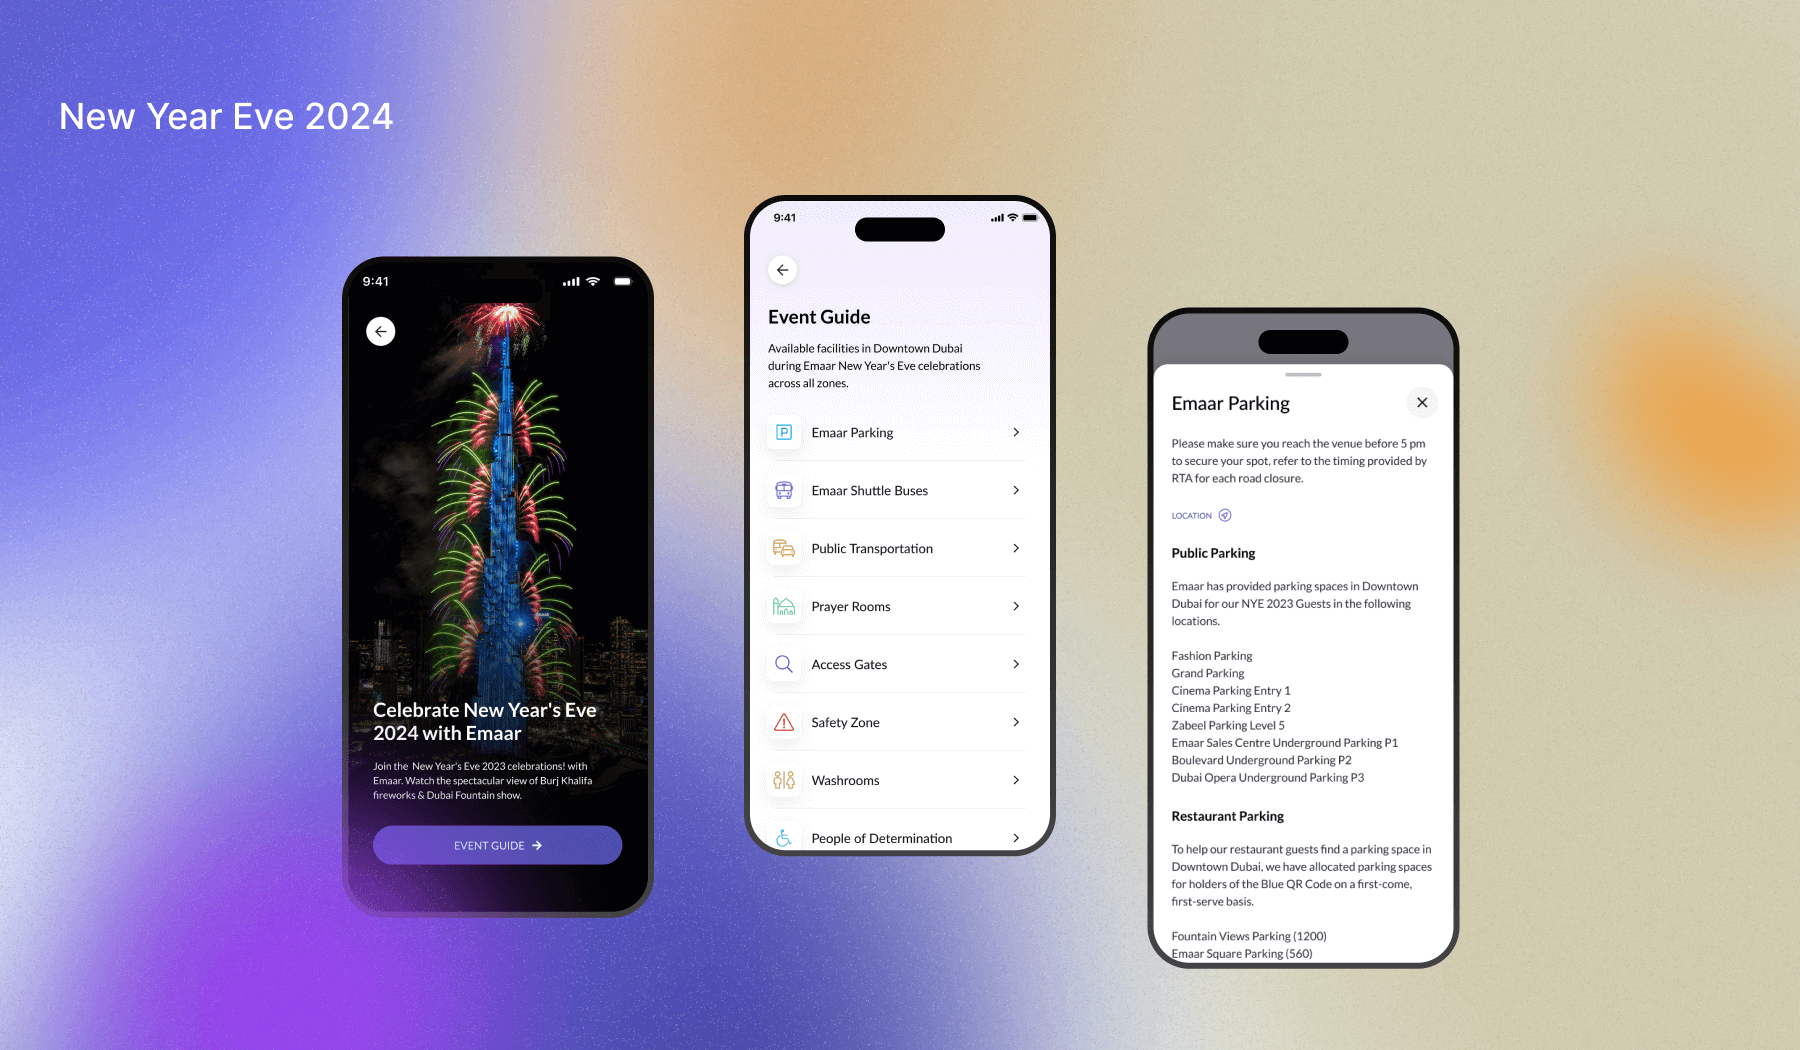 New Year Eve 2024
9:41
Celebrate New Year's Eve
2024 with Emaar
Join the New Year's Eve 2023 celebrations! with
Emaar. Watch the spectacular view of Burj Khalifa
fireworks & Dubai Fountain show.
EVENT GUIDE
9:41
Event Guide
Available facilities in Downtown Dubai
during Emaar New Year's Eve celebrations
across all zones.
P
Emaar Parking
Emaar Shuttle Buses
Public Transportation
Prayer Rooms
Access Gates
Safety Zone
Washrooms
People of Determination
Emaar Parking
Please make sure you reach the venue before 5 pm
to secure your spot, refer to the timing provided by
RTA for each road closure.
LOCATION
Public Parking
Emaar has provided parking spaces in Downtown
Dubai for our NYE 2023 Guests in the following
locations.
Fashion Parking
Grand Parking
Cinema Parking Entry 1
Cinema Parking Entry 2
Zabeel Parking Level 5
Emaar Sales Centre Underground Parking P1
Boulevard Underground Parking P2
Dubai Opera Underground Parking P3
Restaurant Parking
To help our restaurant guests find a parking space in
Downtown Dubai, we have allocated parking spaces
for holders of the Blue QR Code on a first-come,
first-serve basis.
Fountain Views Parking (1200)
Emaar Square Parking (560)